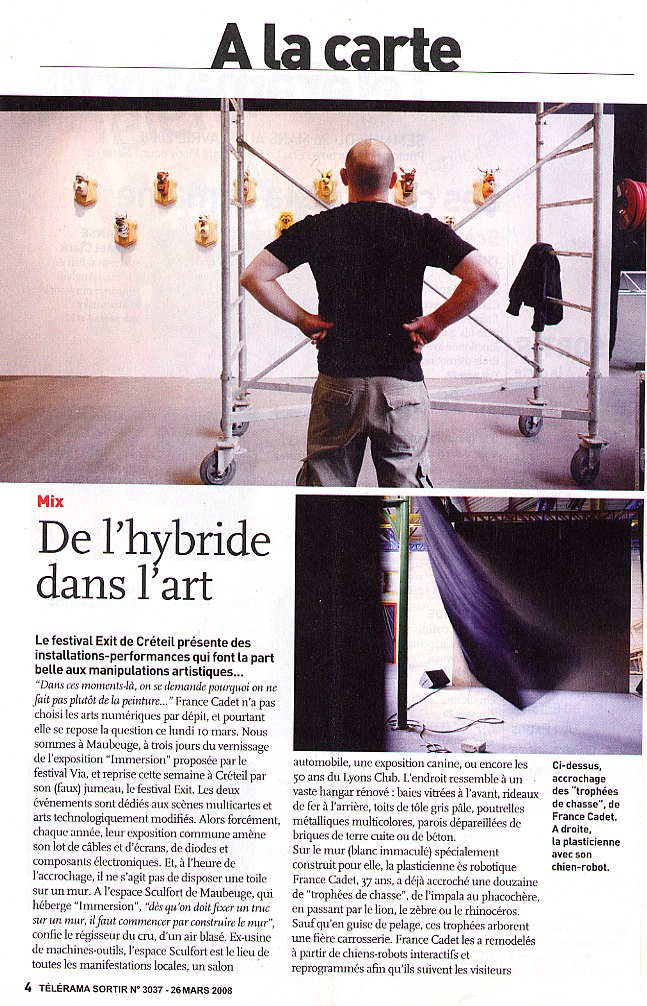 A la carte
Mix
De l'hybride
dans l'art
Le festival Exit de Créteil présente des
installations-performances qui font la part
belle aux manipulations artistiques...
“Dans ces moments-là, on se demande pourquoi on ne
fait pas plutôt de la peinture...” France Cadet n'a pas
choisi les arts numériques par dépit, et pourtant
elle se repose la question ce lundi 10 mars. Nous
sommes à Maubeuge, à trois jours du vernissage
de l'exposition “Immersion” proposée par le
festival Via, et reprise cette semaine à Créteil par
son (faux) jumeau, le festival Exit. Les deux
événements sont dédiés aux scènes multicartes et
arts technologiquement modifiés. Alors forcément,
chaque année, leur exposition commune amène
son lot de câbles et d'écrans, de diodes et
composants électroniques. Et, à l'heure de
l'accrochage, il ne s'agit pas de disposer une toile
sur un mur. A l'espace Sculfort de Maubeuge, qui
héberge “Immersion”, “dès qu'on doit fixer un truc
sur un mur, il faut commencer par construire le mur”,
confie le régisseur du cru, d'un air blasé. Ex-usine
de machines-outils, l'espace Sculfort est le lieu de
toutes les manifestations locales, un salon
automobile, une exposition canine, ou encore les
50 ans du Lyons Club. L'endroit ressemble à un
vaste hangar rénové : baies vitrées à l'avant, rideaux
de fer à l'arrière, toits de tôle gris pâle, poutrelles
métalliques multicolores, parois dépareillées de
briques de terre cuite ou de béton.
Sur le mur (blanc immaculé) spécialement
construit pour elle, la plasticienne ès robotique
France Cadet, 37 ans, a déjà accroché une douzaine
de “trophées de chasse”, de l'impala au phacochère,
en passant par le lion, le zèbre ou le rhinocéros.
Sauf qu'en guise de pelage, ces trophées arborent
une fière carrosserie. France Cadet les a remodelés
à partir de chiens-robots interactifs et
reprogrammés afin qu'ils suivent les visiteurs
Ci-dessus,
accrochage
des “trophées
de chasse”, de
France Cadet.
A droite,
la plasticienne
avec son
chien-robot.
4 TÉLÉRAMA SORTIR N° 3037 - 26 MARS 2008